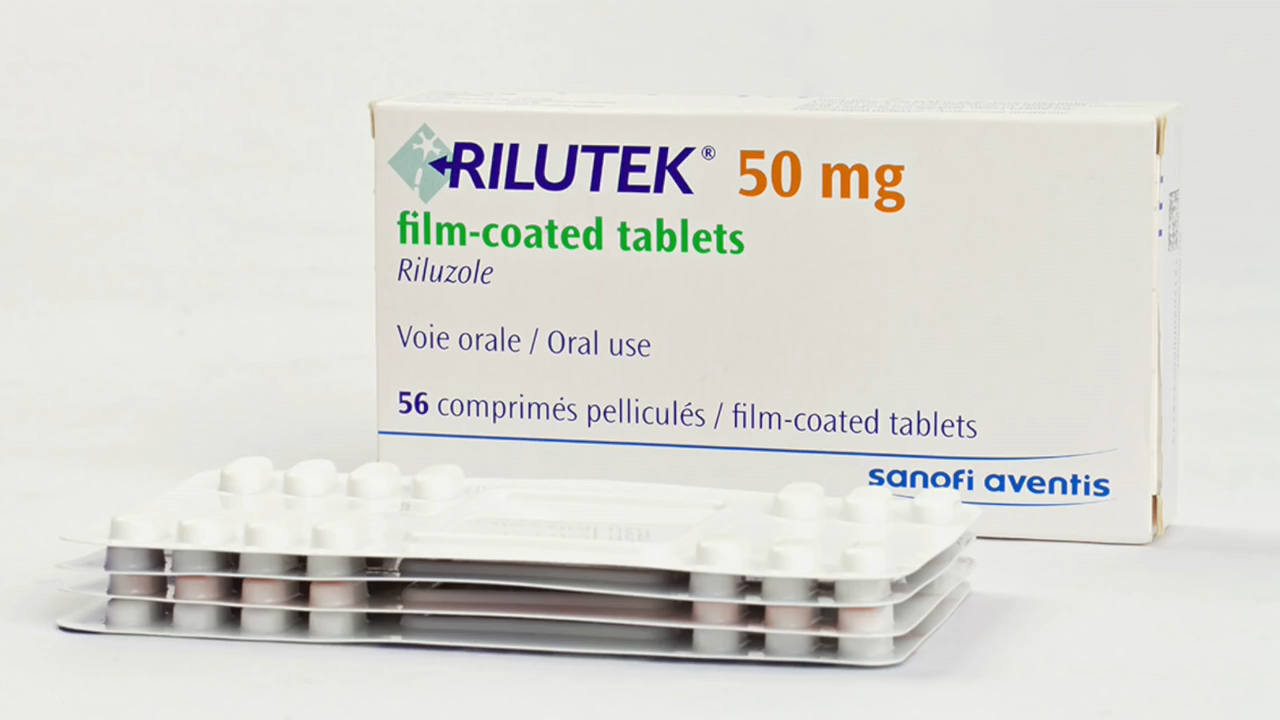 RILUTEK® 50 mg
film-coated tablets
Riluzole
Voie orale / Oral use
56 comprimés pelliculés / film-coated tablets
sanofi aventis